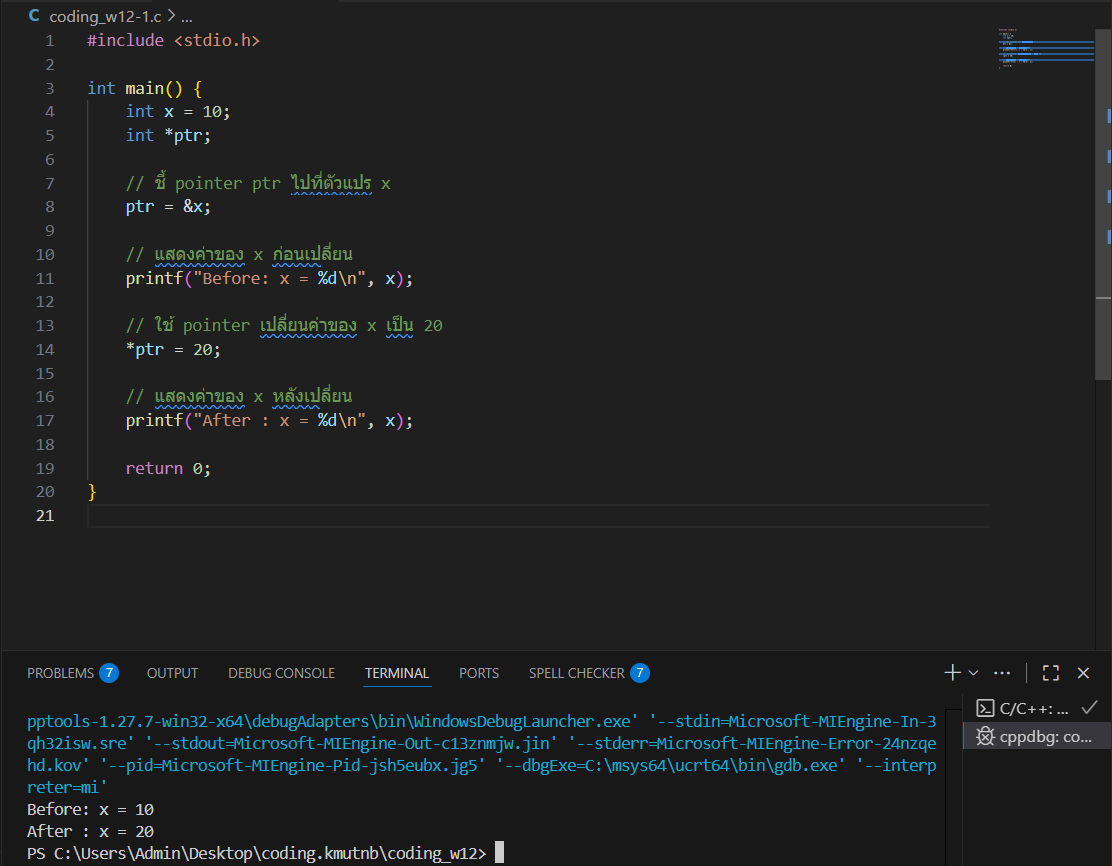 C coding_w12-1.c > ...
1 #include <stdio.h>
2
3 int main() {
4 int x = 10;
5 int *ptr;
6
7 // ชี้ pointer ptr ไปที่ตัวแปร x
8 ptr = &x;
9
10 // แสดงค่าของ x ก่อนเปลี่ยน
11 printf("Before: x = %d\n", x);
12
13 // ใช้ pointer เปลี่ยนค่าของ x เป็น 20
14 *ptr = 20;
15
16 // แสดงค่าของ x หลังเปลี่ยน
17 printf("After : x = %d\n", x);
18
19 return 0;
20 }
21
PROBLEMS 7 OUTPUT DEBUG CONSOLE TERMINAL PORTS SPELL CHECKER 7
C/C++: ...
cppdbg: co...
pptools-1.27.7-win32-x64\debugAdapters\bin\WindowsDebugLauncher.exe' '--stdin=Microsoft-MIEngine-In-3
qh32isw.sre' '--stdout=Microsoft-MIEngine-Out-c13znmjw.jin' '--stderr=Microsoft-MIEngine-Error-24nzqe
hd.kov' '--pid=Microsoft-MIEngine-Pid-jsh5eubx.jg5' '--dbgExe=C:\msys64\ucrt64\bin\gdb.exe' '--interp
reter=mi'
Before: x = 10
After : x = 20
PS C:\Users\Admin\Desktop\coding.kmutnb\coding_w12>